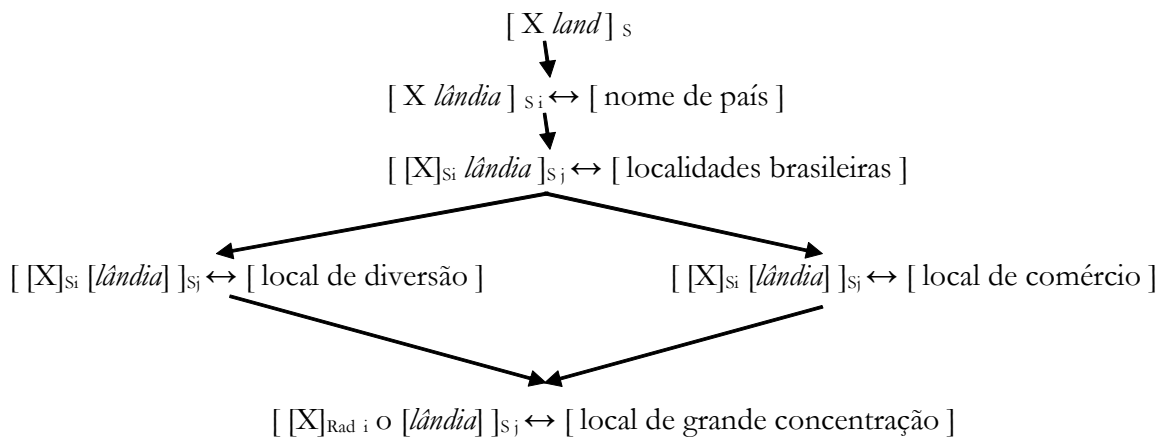 [ X land ] S
[ X lândia ] S i ↔ [ nome de país ]
[ [X]Si lândia ]S j ↔ [ localidades brasileiras ]
[ [X]Si [lândia] ]Sj ↔ [ local de diversão ] [ [X]Si [lândia] ]Sj ↔ [ local de comércio ]
[ [X]Rad i o [lândia] ]S j ↔ [ local de grande concentração ]